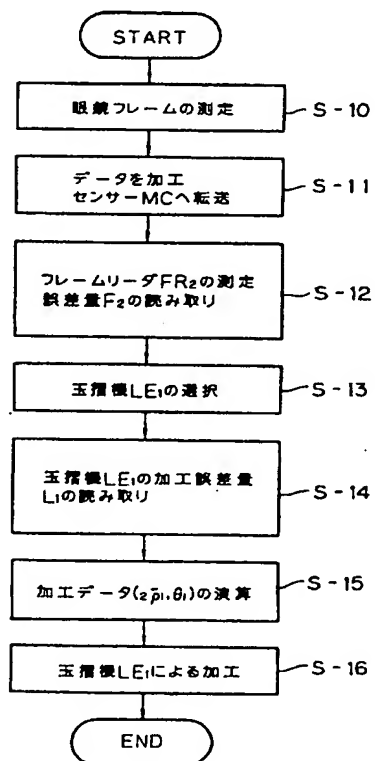 START
眼鏡フレームの測定
S-10
データを加工
センサーMCへ転送
S-11
フレームリーダFR₂の測定
誤差量F₂の読み取り
S-12
玉摺機LE₁の選択
S-13
玉摺機LE₁の加工誤差量
L₁の読み取り
S-14
加工データ(₂ρ̄₁,θ₁)の演算
S-15
玉摺機LE₁による加工
S-16
END